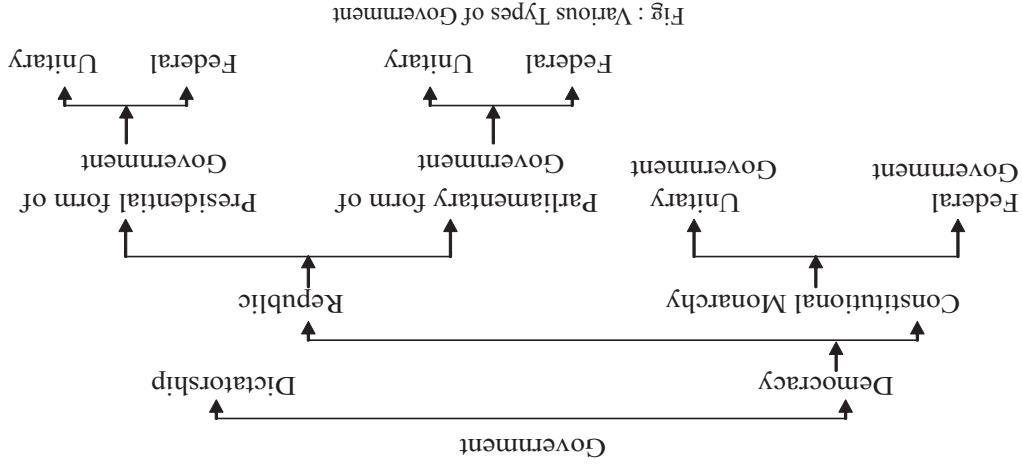 Government
Democracy Dictatorship
Constitutional Monarchy Republic
Federal Government Unitary Government Parliamentary form of Government Presidential form of Government
Federal Unitary Federal Unitary
Fig : Various Types of Government